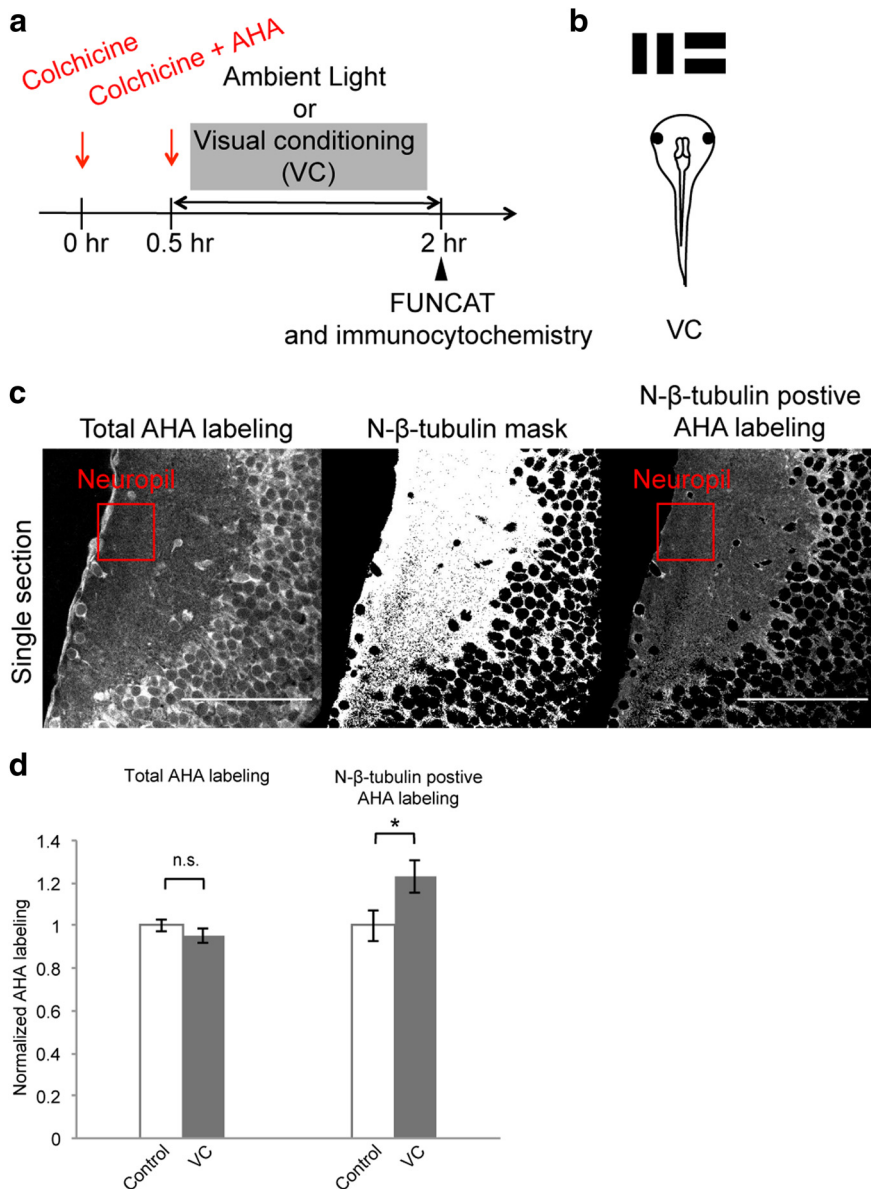 a
Colchicine
Colchicine + AHA
Ambient Light
or
Visual conditioning
(VC)
0 hr
0.5 hr
2 hr
FUNCAT
and immunocytochemistry
b
VC
c
Total AHA labeling
N-β-tubulin mask
N-β-tubulin postive
AHA labeling
Single section
Neuropil
Neuropil
d
Total AHA labeling
N-β-tubulin postive
AHA labeling
Normalized AHA labeling
1.4
1.2
1
0.8
0.6
0.4
0.2
0
n.s.
*
Control
VC
Control
VC